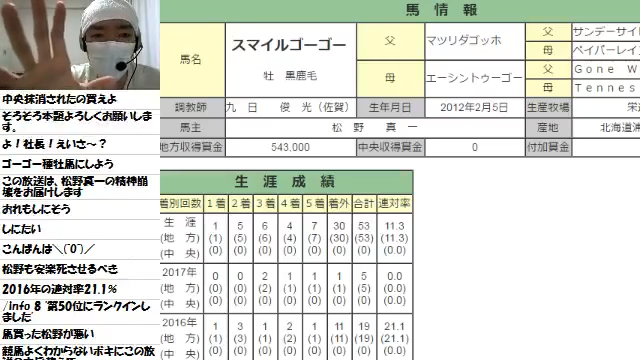 馬 情 報
馬名
スマイルゴーゴー
牡 黒鹿毛
父
マツリダゴッホ
父
サンデーサイ
母
ペイパーレイ
母
エーシントゥーゴー
父
Gone W
母
Tennes
調教師
九 日 俊 光 (佐賀)
生年月日
2012年2月5日
生産牧場
馬主
松 野 真 一
産地
北海道浦
地方収得賞金
543,000
中央収得賞金
0
付加賞金
生 涯 成 績
着別回数 1着 2着 3着 4着 5着 着外 合計 連対率
生 涯 1 5 6 4 7 30 53 11.3
(地 方) (1) (5) (6) (4) (7) (30) (53) (11.3)
(中 央) (0) (0) (0) (0) (0) (0) (0) (0.0)
2017年 0 0 2 1 1 1 5 0.0
(地 方) (0) (0) (2) (1) (1) (1) (5) (0.0)
(中 央) (0) (0) (0) (0) (0) (0) (0) (0.0)
2016年 1 3 1 2 1 11 19 21.1
(地 方) (1) (3) (1) (2) (1) (11) (19) (21.1)
(中 央) (0) (0) (0) (0) (0) (0) (0) (0.0)
中央抹消されたの買えよ
そろそろ本題よろしくお願いしま
す。
よ!社長!えいさ~?
ゴーゴー種牡馬にしよう
この放送は、松野真一の精神崩
壊をお届けします
おれもしにそう
しにたい
こんばんは＼(^0^)／
松野も安楽死させるべき
2016年の連対率21.1%
/info 8 "第50位にランクインし
ました"
馬買った松野が悪い
競馬よくわからないボキにこの放